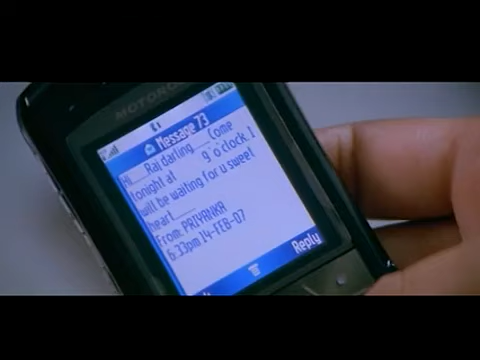 MOTOROLA
Message 73
Hi.....Raj darling.......Come
tonight at 9 o'clock. I
will be waiting for u sweet
heart..........
From: PRIYANKA
6:33pm 14-FEB-07
Reply